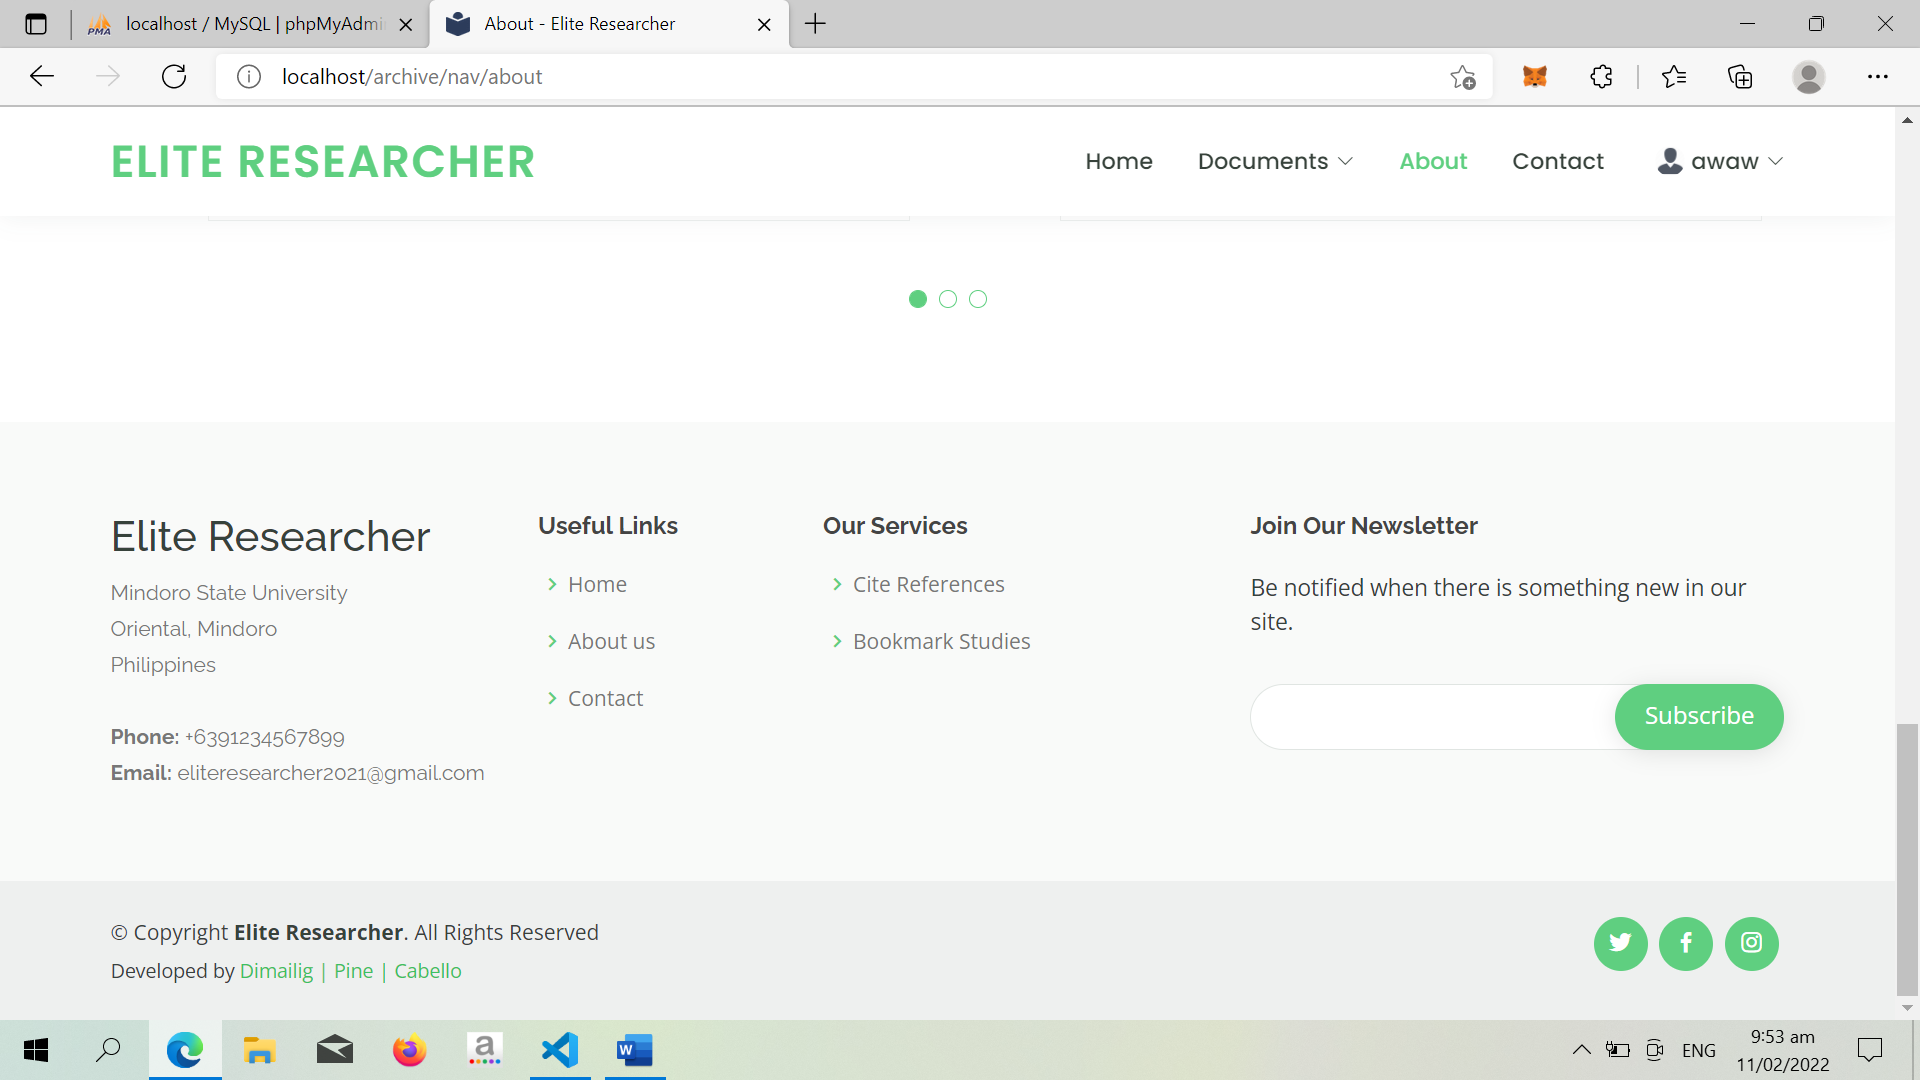 localhost / MySQL | phpMyAdmi
About - Elite Researcher
localhost/archive/nav/about
ELITE RESEARCHER
Home Documents About Contact awaw
Elite Researcher
Mindoro State University
Oriental, Mindoro
Philippines
Phone: +6391234567899
Email: eliteresearcher2021@gmail.com
Useful Links
Home
About us
Contact
Our Services
Cite References
Bookmark Studies
Join Our Newsletter
Be notified when there is something new in our
site.
Subscribe
© Copyright Elite Researcher. All Rights Reserved
Developed by Dimailig | Pine | Cabello
ENG
9:53 am
11/02/2022